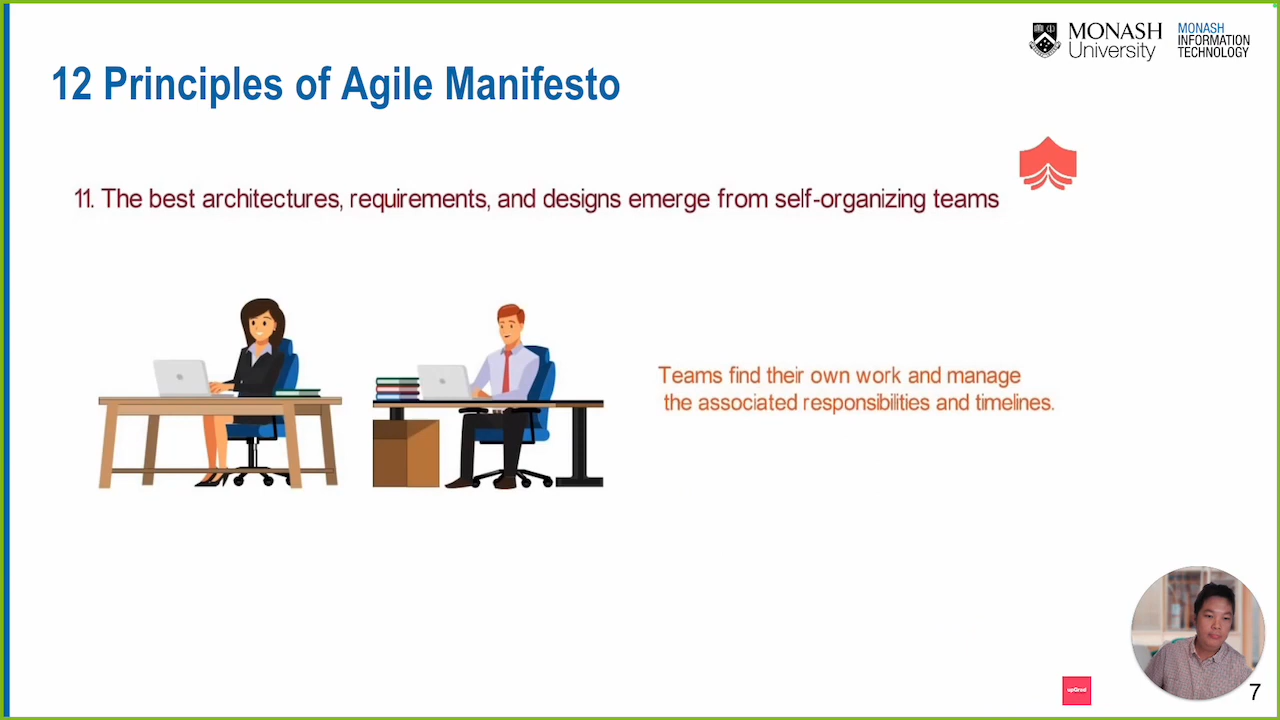 MONASH
University
MONASH
INFORMATION
TECHNOLOGY
12 Principles of Agile Manifesto
11. The best architectures, requirements, and designs emerge from self-organizing teams
Teams find their own work and manage
the associated responsibilities and timelines.
upGrad
7